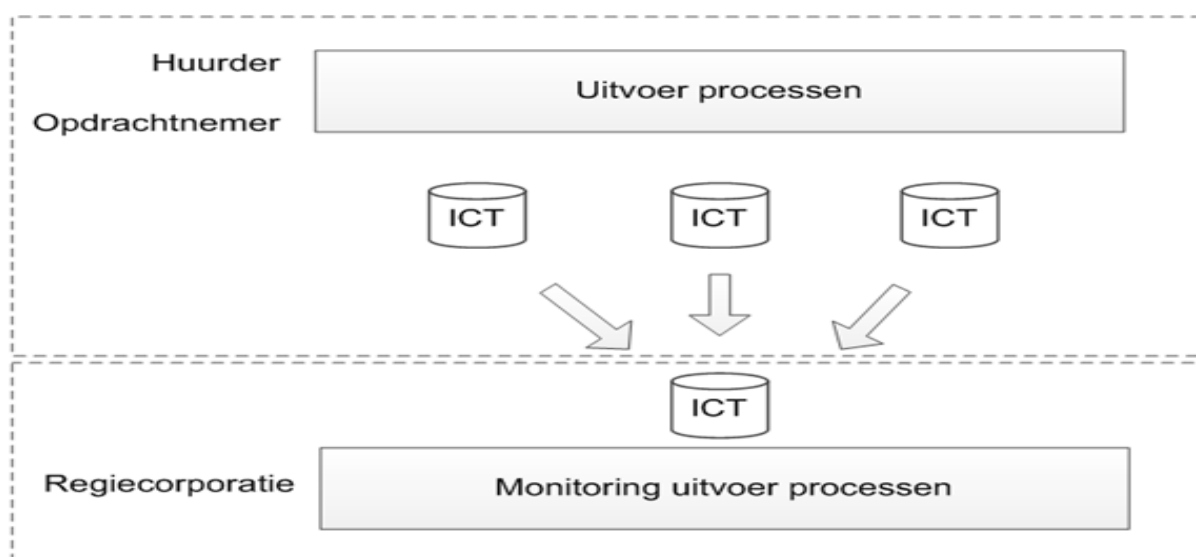 Huurder
Uitvoer processen
Opdrachtnemer
ICT
ICT
ICT
ICT
Regiecorporatie
Monitoring uitvoer processen